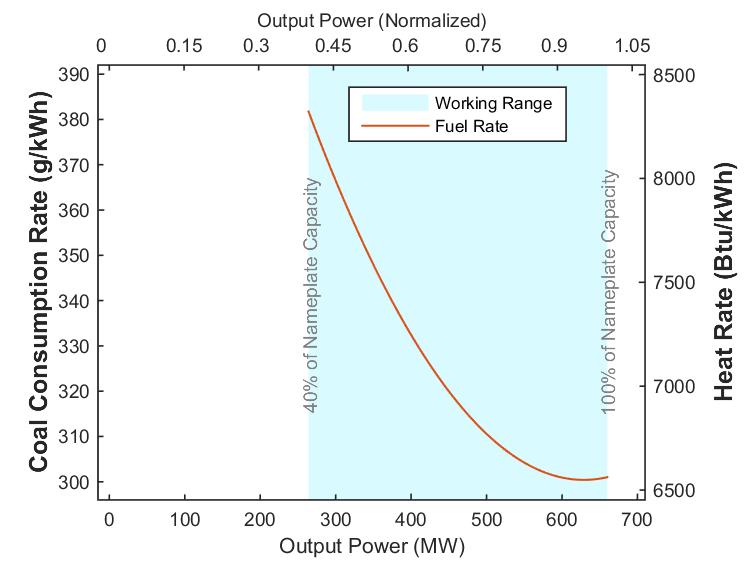 Output Power (Normalized)
0 0.15 0.3 0.45 0.6 0.75 0.9 1.05
Coal Consumption Rate (g/kWh)
390
380
370
360
350
340
330
320
310
300
Working Range
Fuel Rate
40% of Nameplate Capacity
100% of Nameplate Capacity
8500
8000
7500
7000
6500
Heat Rate (Btu/kWh)
0 100 200 300 400 500 600 700
Output Power (MW)